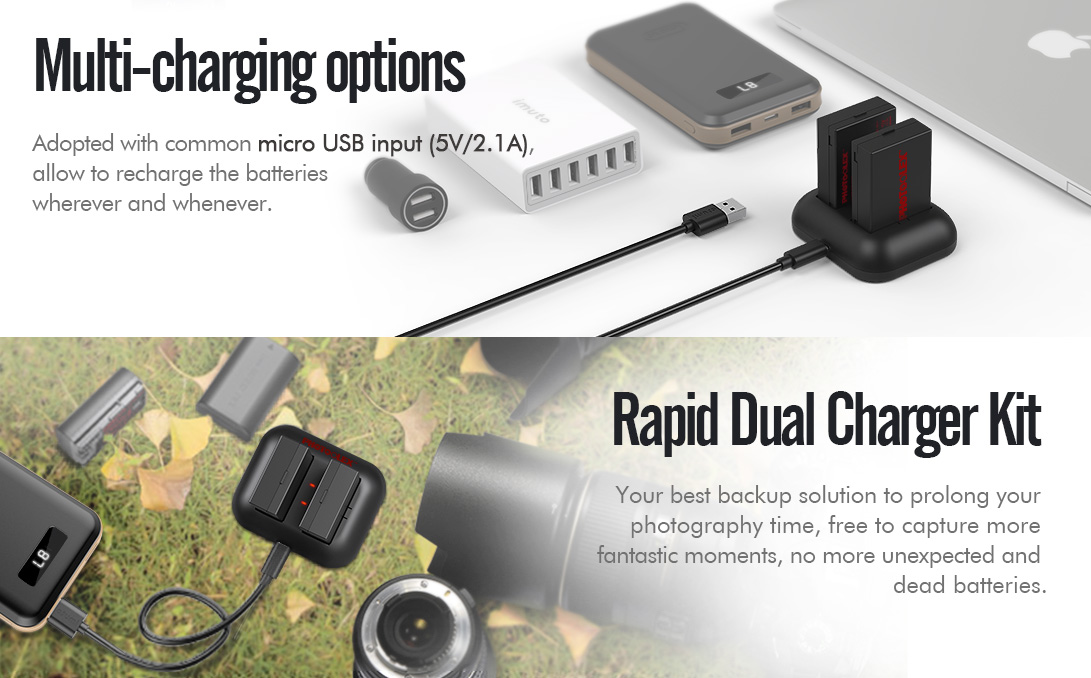 Multi-charging options
Adopted with common micro USB input (5V/2.1A),
allow to recharge the batteries
wherever and whenever.
imuto
87
Rapid Dual Charger Kit
Your best backup solution to prolong your
photography time, free to capture more
fantastic moments, no more unexpected and
dead batteries.
87